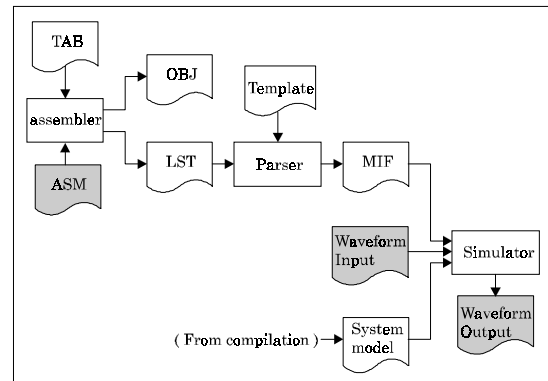 TAB
OBJ
Template
assembler
ASM
LST
Parser
MIF
Waveform
Input
Simulator
Waveform
Output
( From compilation )
System
model